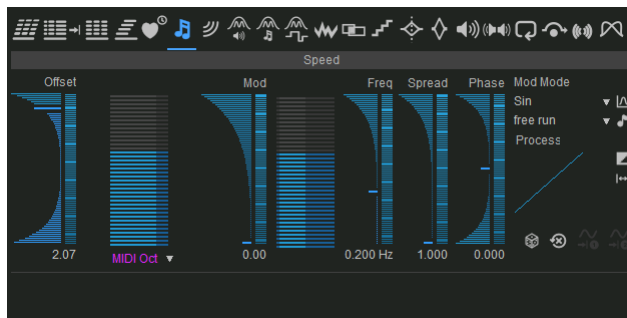 Speed
Offset Mod Freq Spread Phase Mod Mode
Sin
free run
Process
2.07 MIDI Oct 0.00 0.200 Hz 1.000 0.000